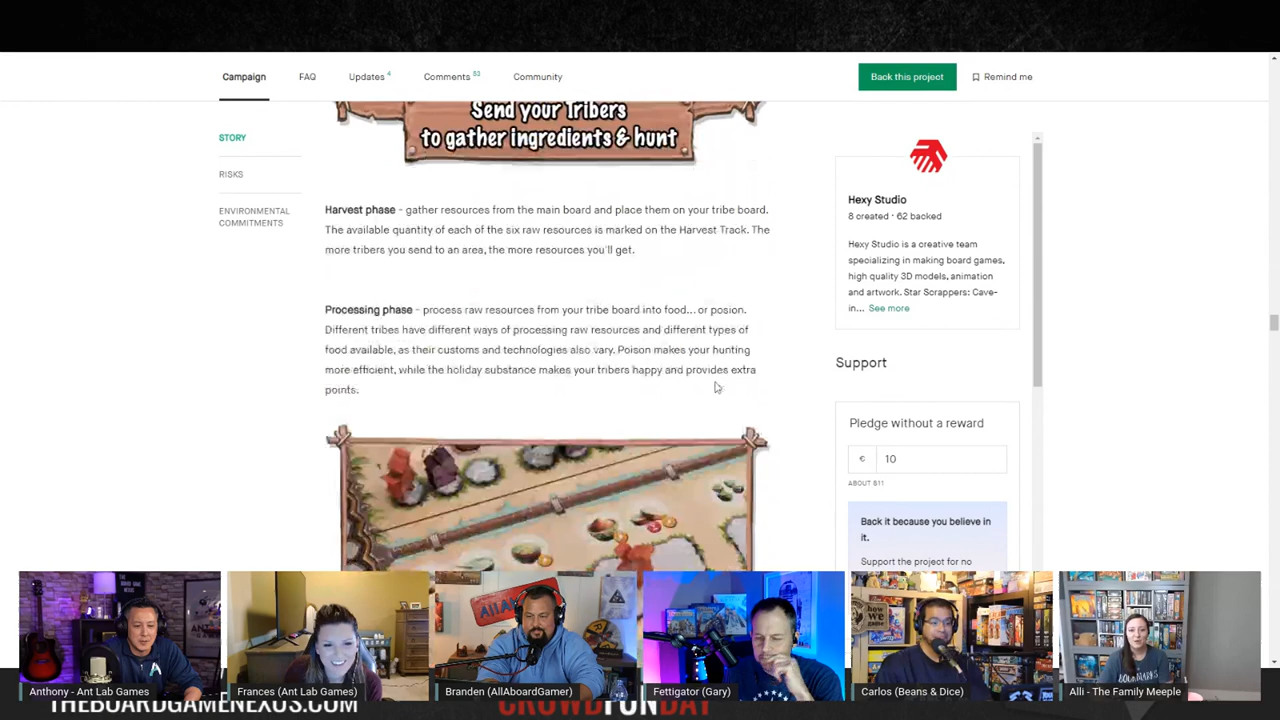 Campaign
FAQ
Updates 4
Comments 53
Community
Back this project
Remind me
STORY
RISKS
ENVIRONMENTAL
COMMITMENTS
Send your Tribers
to gather ingredients & hunt
Harvest phase - gather resources from the main board and place them on your tribe board.
The available quantity of each of the six raw resources is marked on the Harvest Track. The
more tribers you send to an area, the more resources you'll get.
Processing phase - process raw resources from your tribe board into food... or posion.
Different tribes have different ways of processing raw resources and different types of
food available, as their customs and technologies also vary. Poison makes your hunting
more efficient, while the holiday substance makes your tribers happy and provides extra
points.
Hexy Studio
8 created · 62 backed
Hexy Studio is a creative team
specializing in making board games,
high quality 3D models, animation
and artwork. Star Scrappers: Cave-
in... See more
Support
Pledge without a reward
€ 10
ABOUT $11
Back it because you believe in
it.
Support the project for no
how
we
game
Anthony - Ant Lab Games
Frances (Ant Lab Games)
Branden (AllAboardGamer)
Fettigator (Gary)
Carlos (Beans & Dice)
Alli - The Family Meeple
THEBOARDGAMENEXUS.COM
CROWDFUNDAY